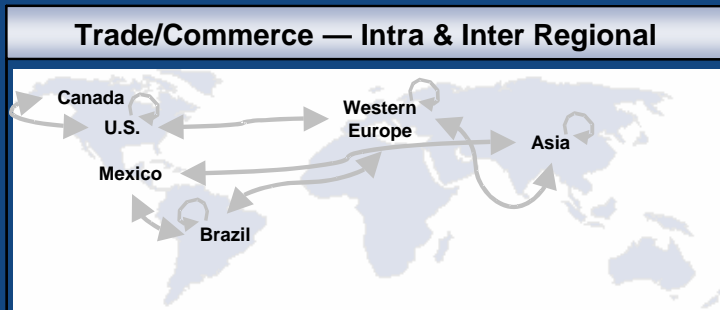 Trade/Commerce — Intra & Inter Regional
Canada
U.S.
Mexico
Brazil
Western
Europe
Asia